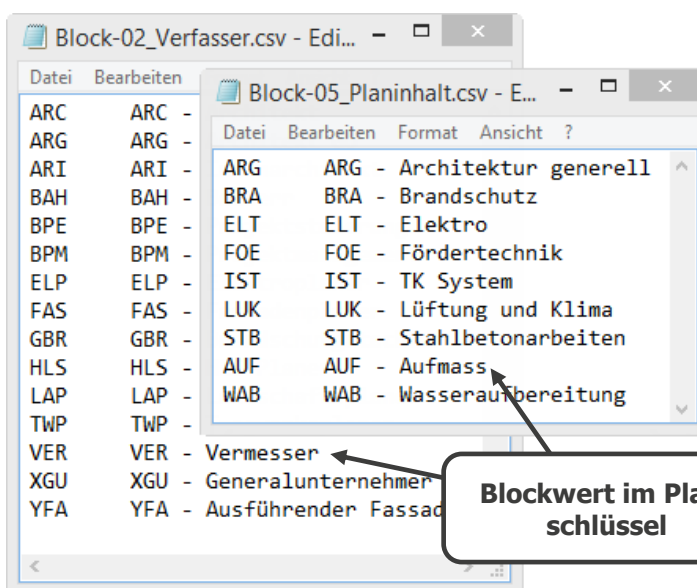 Block-02_Verfasser.csv - Edi...
Datei Bearbeiten
ARC ARC -
ARG ARG -
ARI ARI -
BAH BAH -
BPE BPE -
BPM BPM -
ELP ELP -
FAS FAS -
GBR GBR -
HLS HLS -
LAP LAP -
TWP TWP -
VER VER - Vermesser
XGU XGU - Generalunternehmer
YFA YFA - Ausführender Fassad
Block-05_Planinhalt.csv - E...
Datei Bearbeiten Format Ansicht ?
ARG ARG - Architektur generell
BRA BRA - Brandschutz
ELT ELT - Elektro
FOE FOE - Fördertechnik
IST IST - TK System
LUK LUK - Lüftung und Klima
STB STB - Stahlbetonarbeiten
AUF AUF - Aufmass
WAB WAB - Wasseraufbereitung
Blockwert im Pla
schlüssel